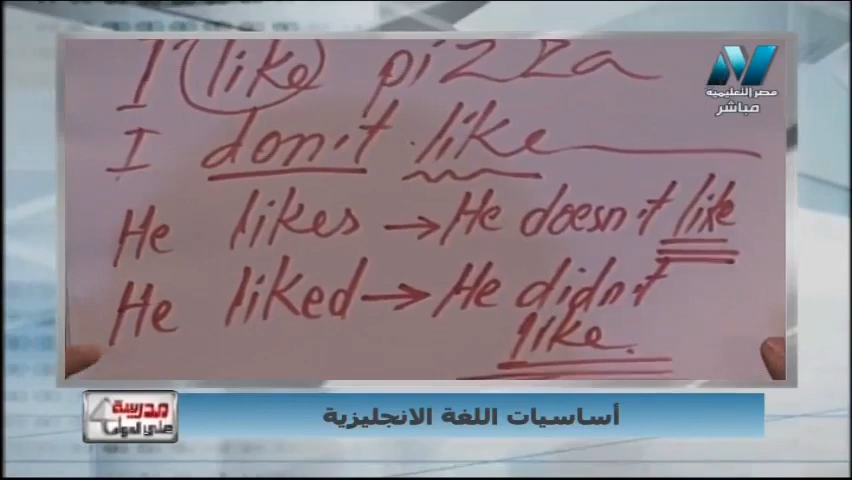 I like pizza
مصر التعليمية
مباشر
I don't like
He likes → He doesn't like
He liked → He didn't
like.
مدرسة
على الهواء
أساسيات اللغة الانجليزية